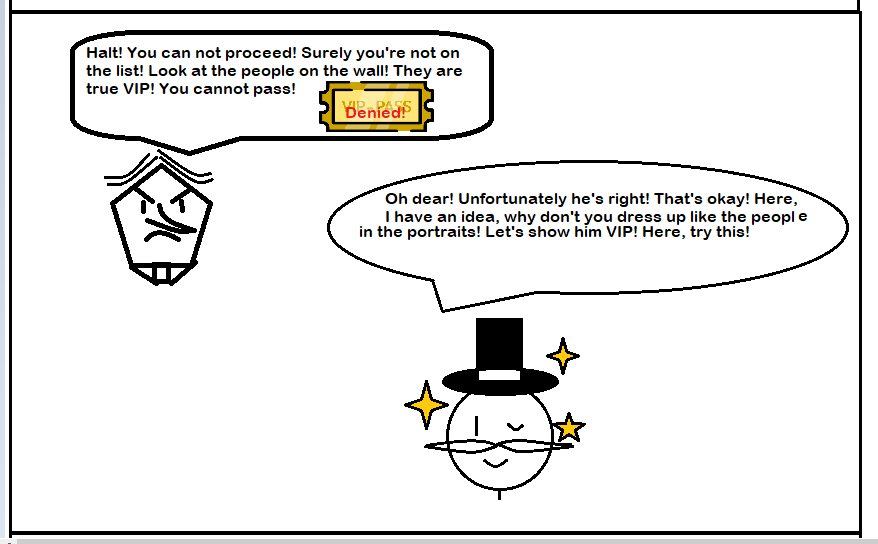 Halt! You can not proceed! Surely you're not on
the list! Look at the people on the wall! They are
true VIP! You cannot pass!
VIP-PASS
Denied!
Oh dear! Unfortunately he's right! That's okay! Here,
I have an idea, why don't you dress up like the people
in the portraits! Let's show him VIP! Here, try this!